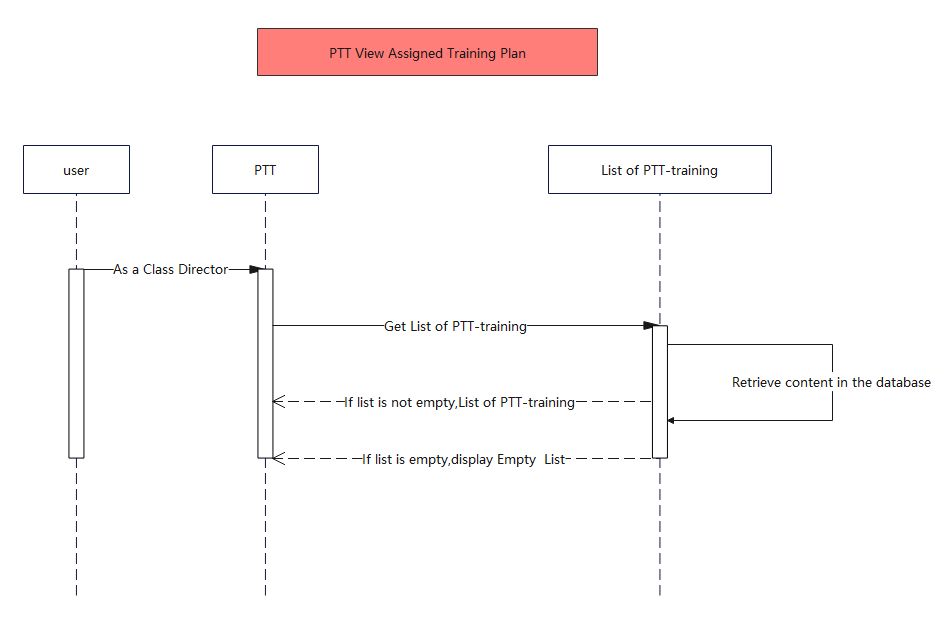 PTT View Assigned Training Plan
user
PTT
List of PTT-training
As a Class Director
Get List of PTT-training
Retrieve content in the database
If list is not empty,List of PTT-training
If list is empty,display Empty  List